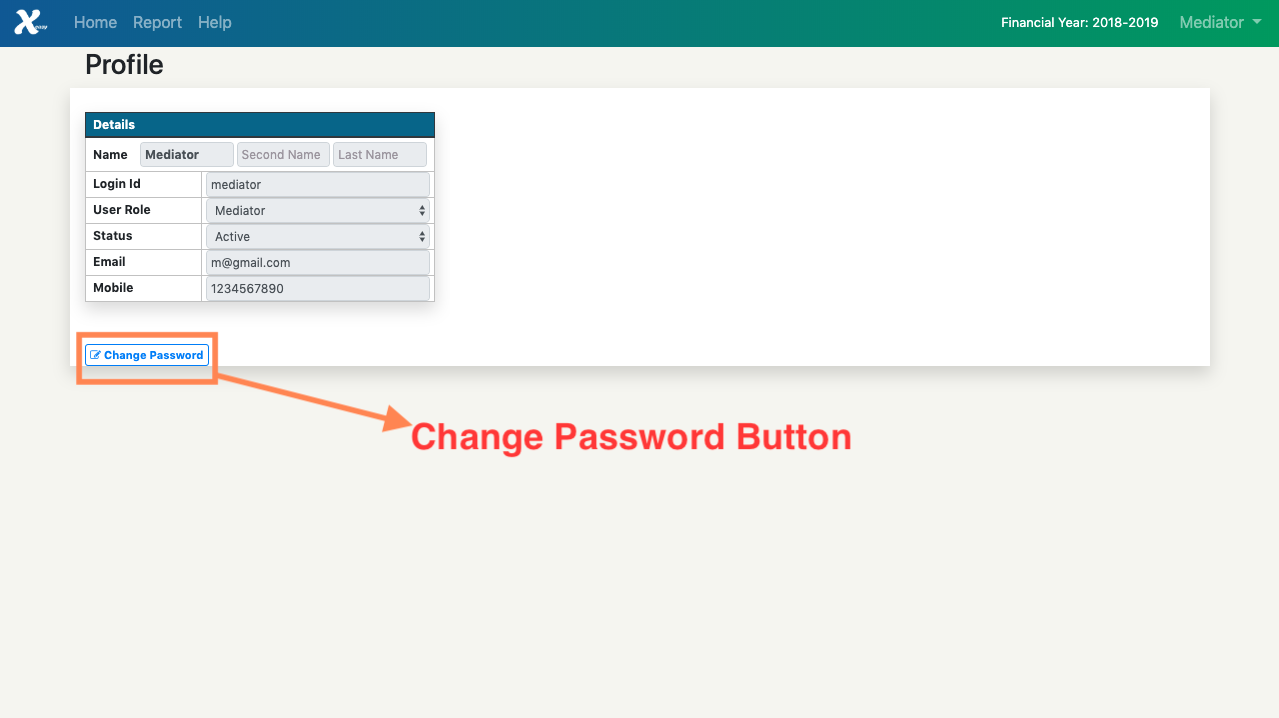 X easy Home Report Help Financial Year: 2018-2019 Mediator
Profile
Details
Name Mediator Second Name Last Name
Login Id mediator
User Role Mediator
Status Active
Email m@gmail.com
Mobile 1234567890
Change Password
Change Password Button